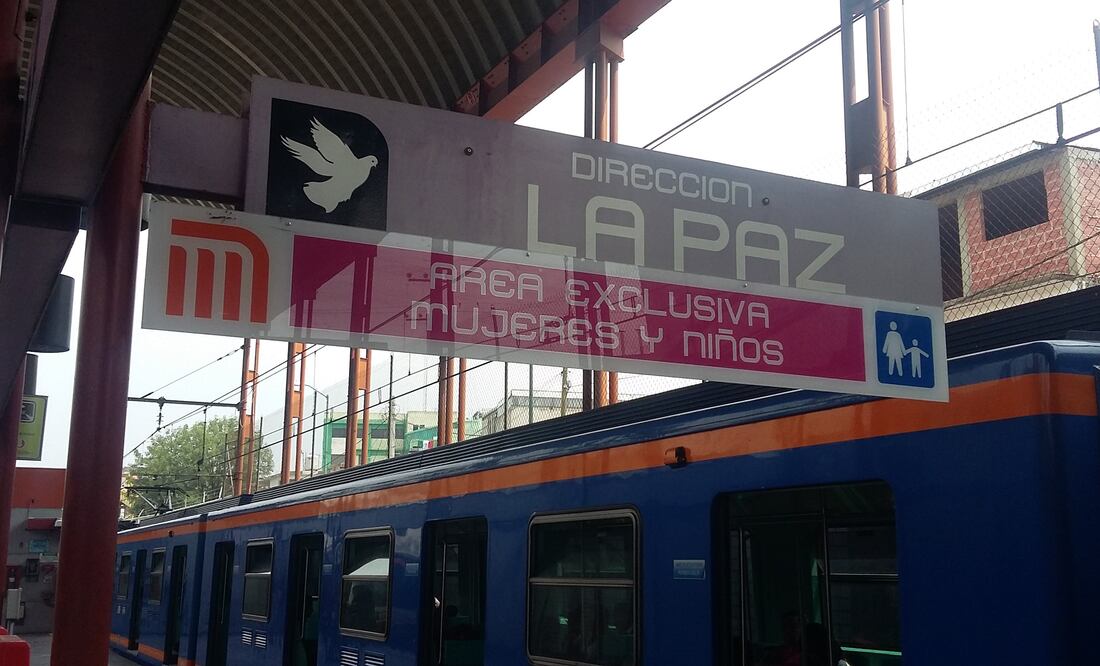 DIRECCION
LA PAZ
AREA EXCLUSIVA
MUJERES Y NIÑOS